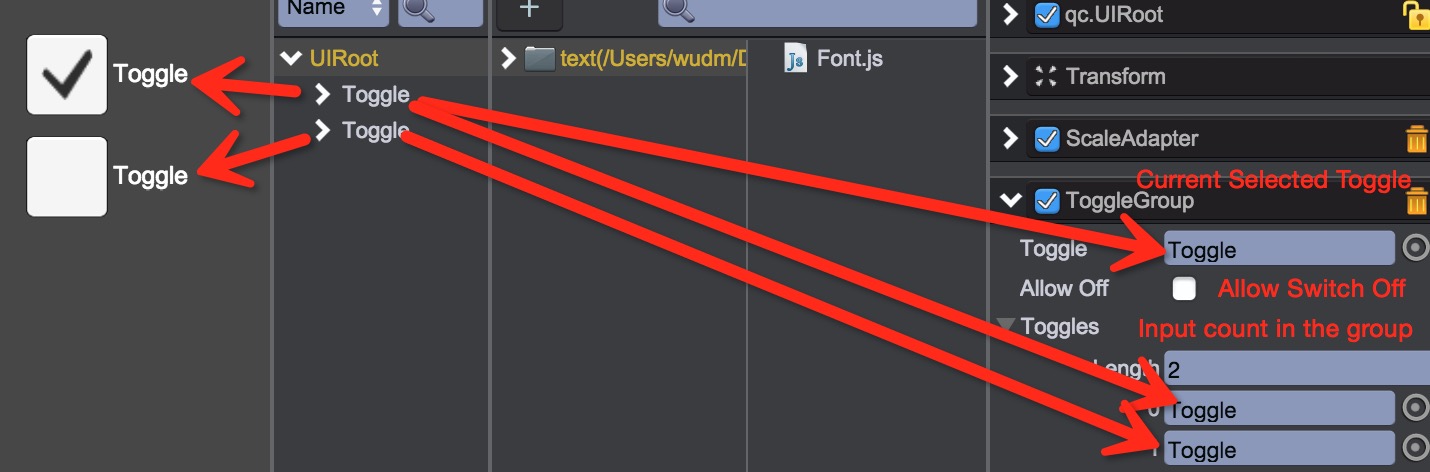 Name
+
qc.UIRoot
Toggle
UIRoot
text(/Users/wudm/D
Font.js
Transform
Toggle
Toggle
ScaleAdapter
Toggle
Current Selected Toggle
ToggleGroup
Toggle
Toggle
Allow Off
Allow Switch Off
Toggles
Input count in the group
Length
2
0
Toggle
1
Toggle